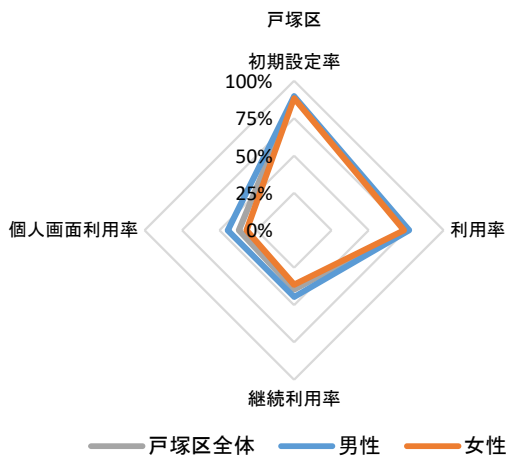 戸塚区
初期設定率
100%
75%
50%
25%
0%
個人画面利用率
利用率
継続利用率
戸塚区全体 男性 女性